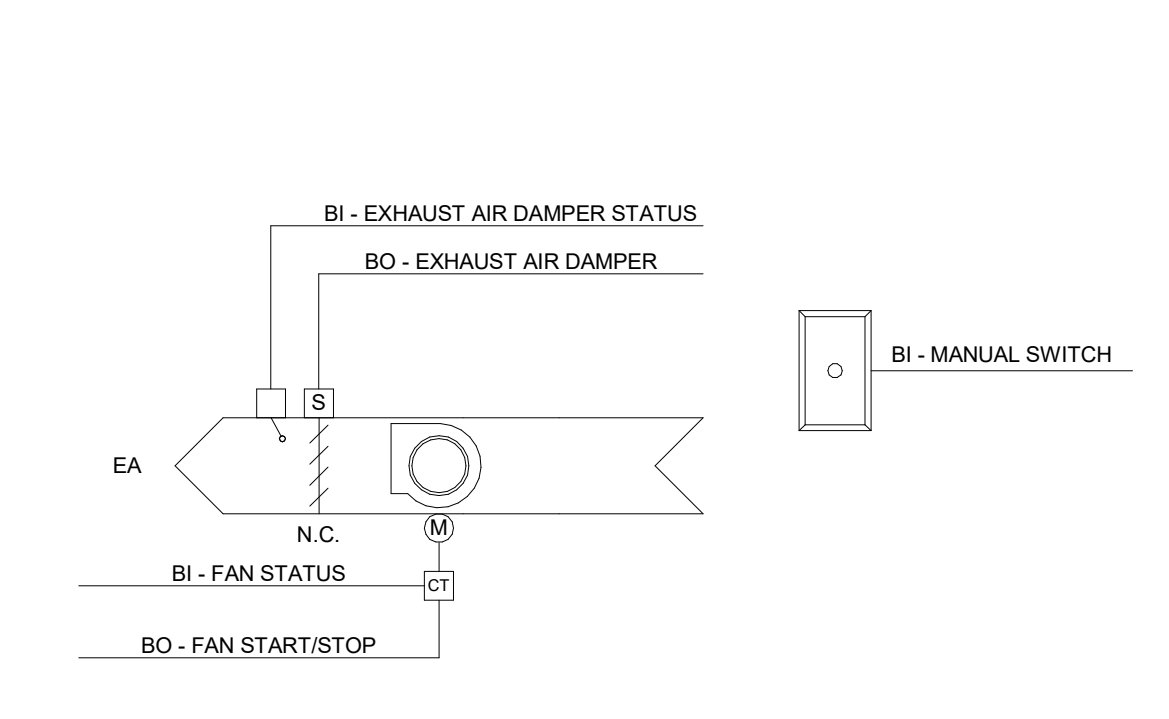 BI - EXHAUST AIR DAMPER STATUS
BO - EXHAUST AIR DAMPER
BI - MANUAL SWITCH
S
EA
N.C.
M
BI - FAN STATUS
CT
BO - FAN START/STOP